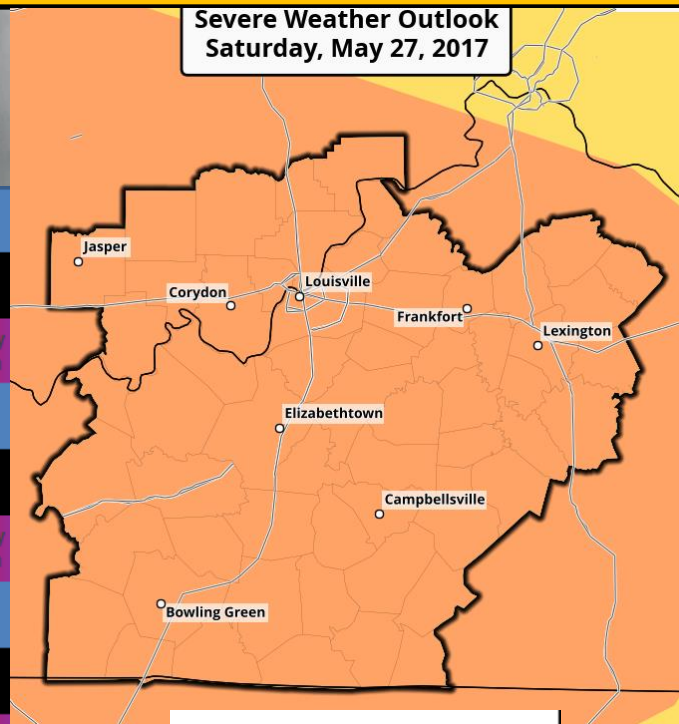 Severe Weather Outlook
Saturday, May 27, 2017
Jasper
Louisville
Corydon
Frankfort
Lexington
Elizabethtown
Campbellsville
Bowling Green